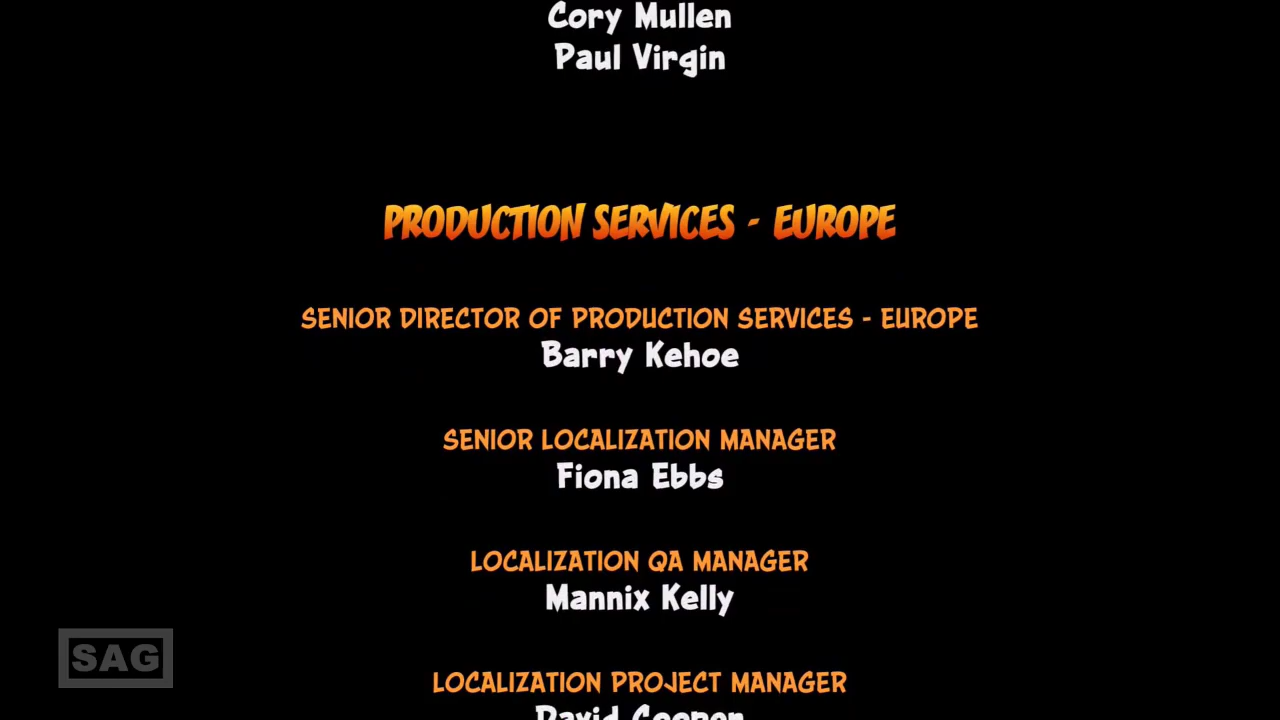 Cory Mullen
Paul Virgin
PRODUCTION SERVICES - EUROPE
SENIOR DIRECTOR OF PRODUCTION SERVICES - EUROPE
Barry Kehoe
SENIOR LOCALIZATION MANAGER
Fiona Ebbs
LOCALIZATION QA MANAGER
Mannix Kelly
SAG
LOCALIZATION PROJECT MANAGER
David